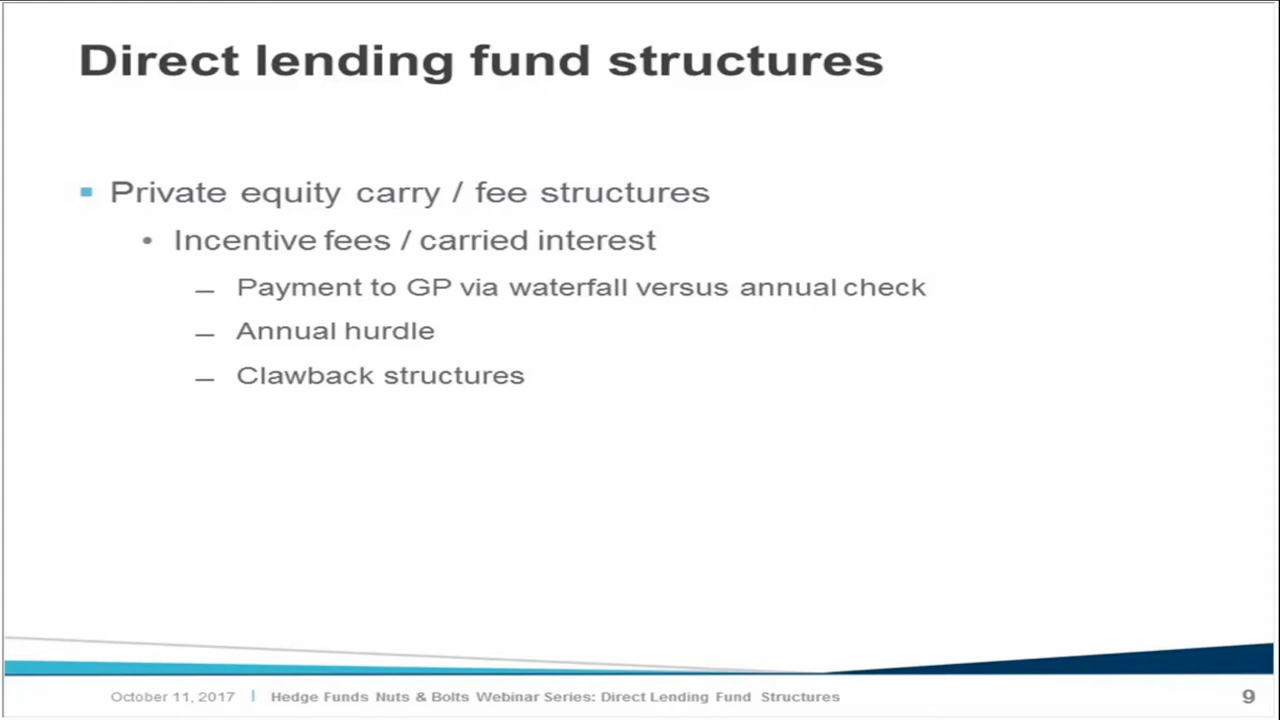 Direct lending fund structures
Private equity carry / fee structures
Incentive fees / carried interest
Payment to GP via waterfall versus annual check
Annual hurdle
Clawback structures
October 11, 2017 | Hedge Funds Nuts & Bolts Webinar Series: Direct Lending Fund Structures 9